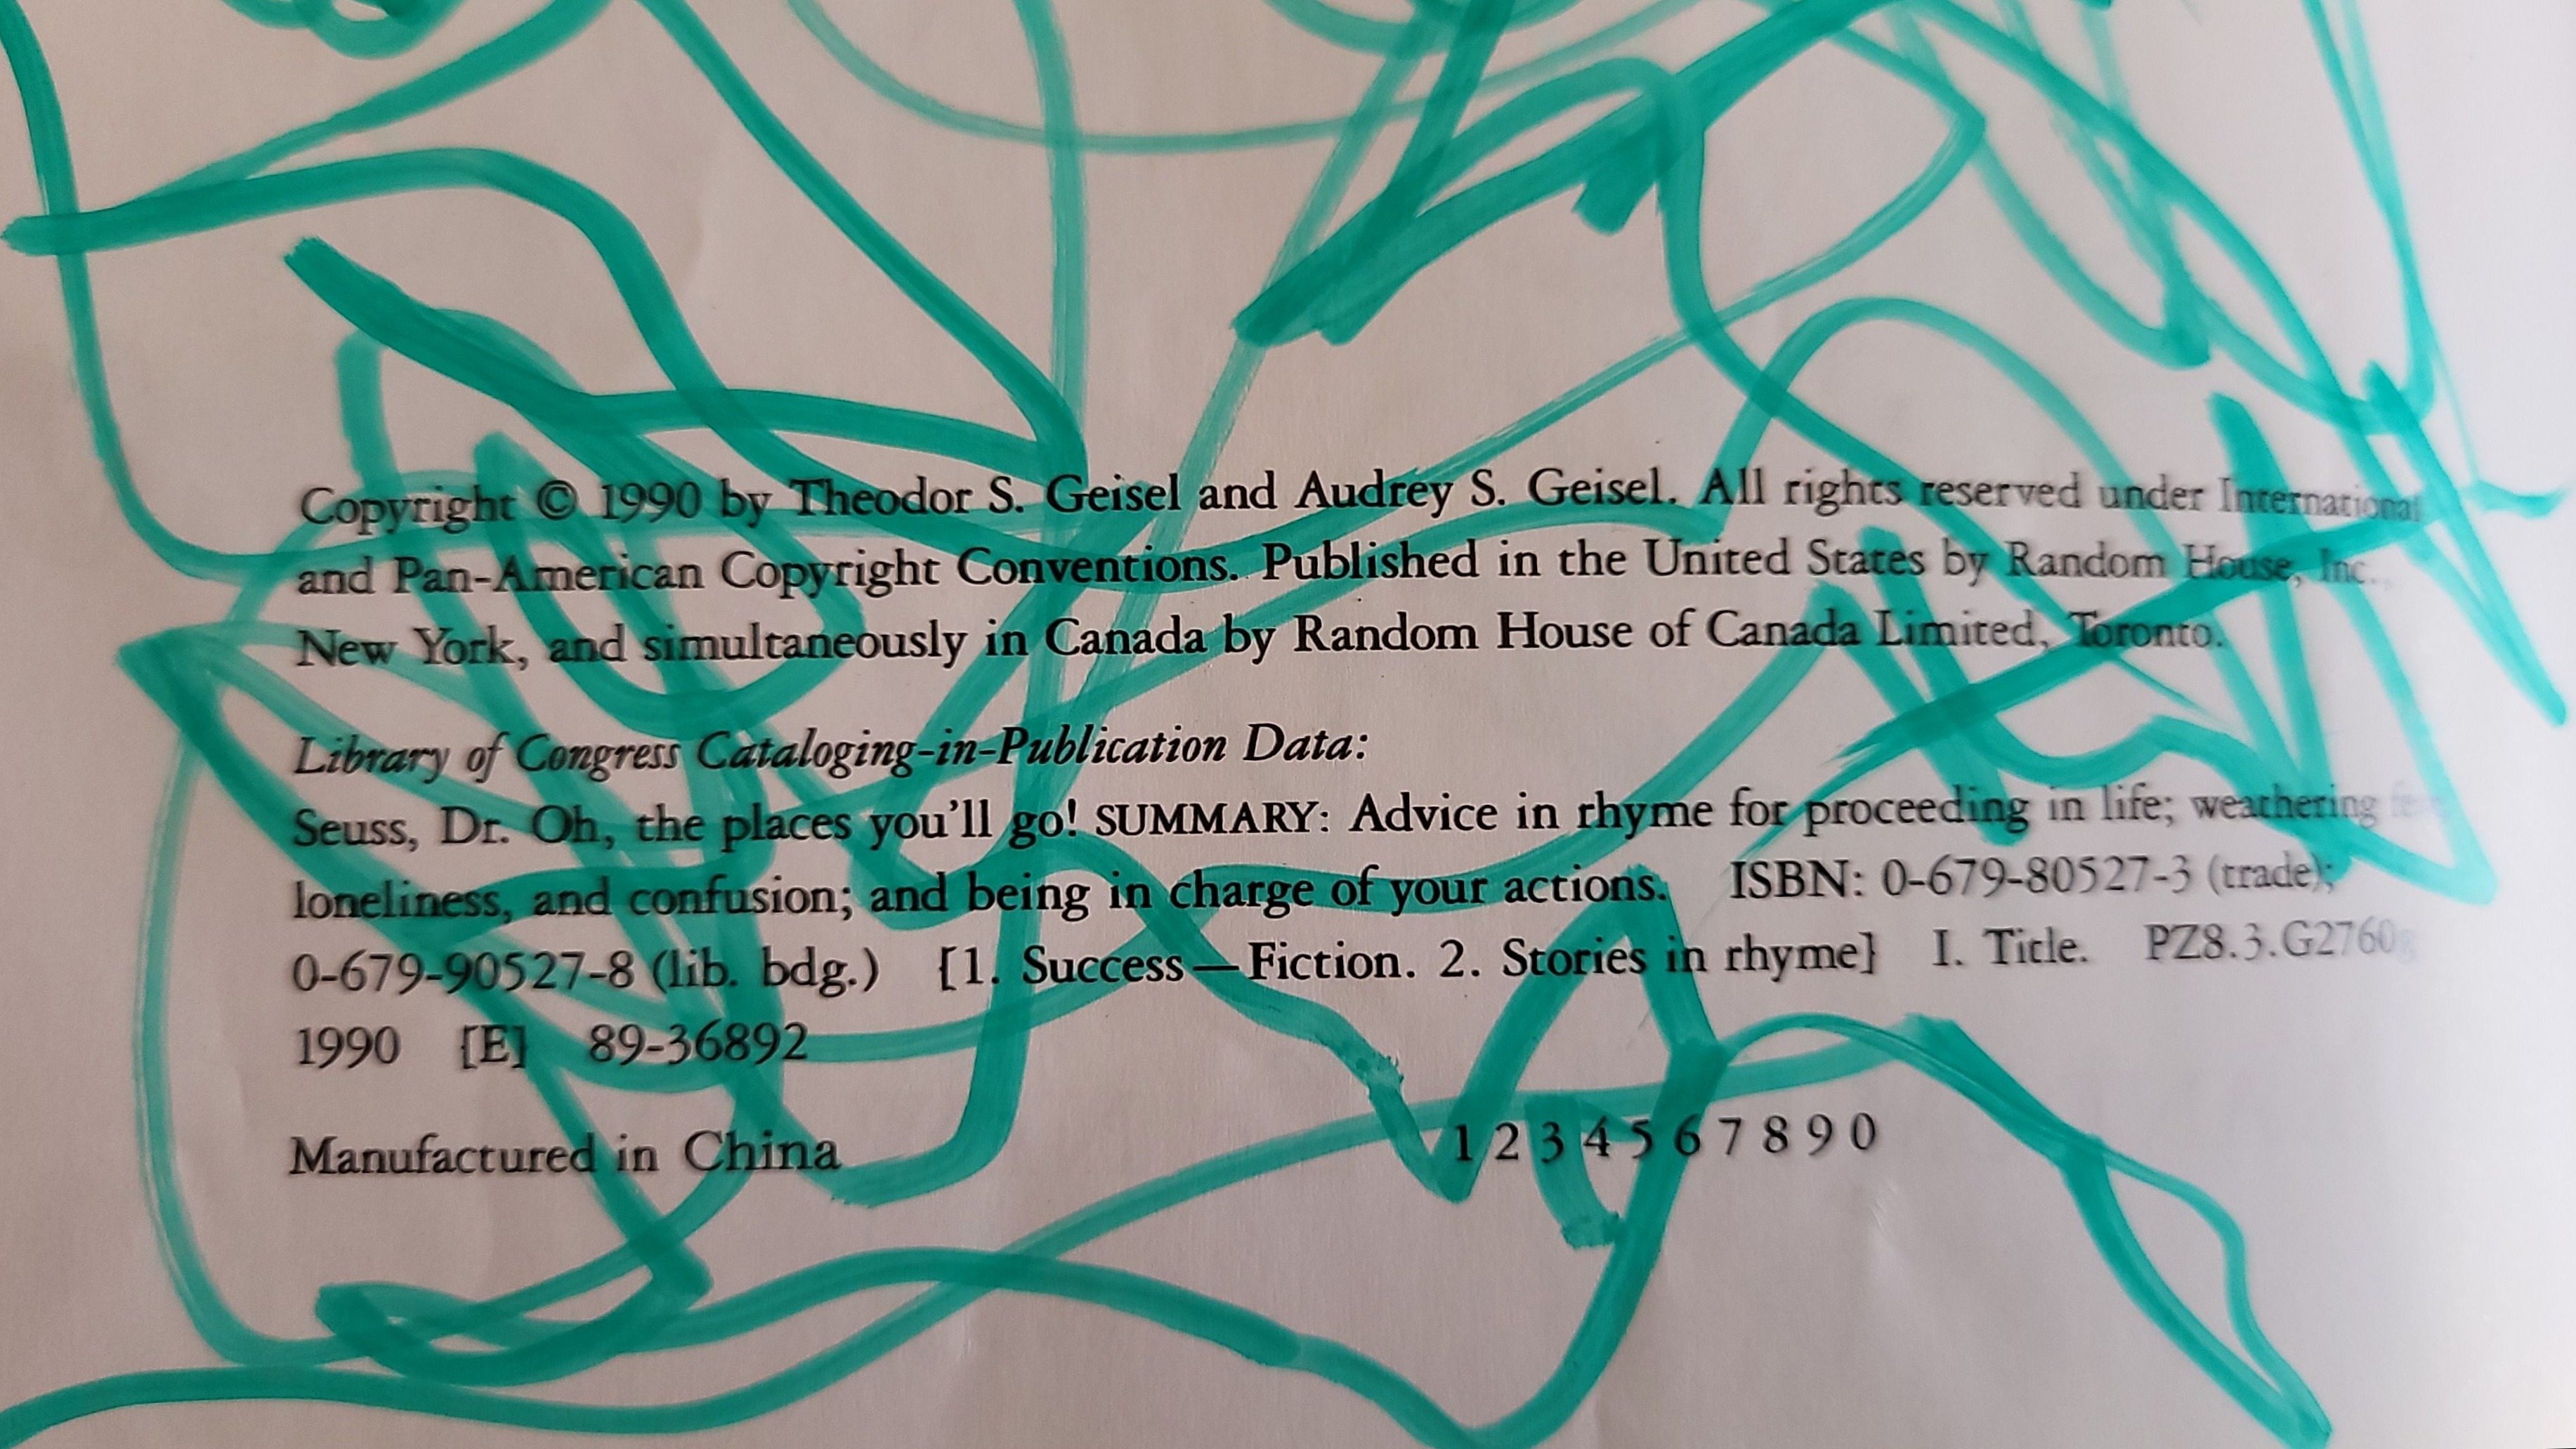 Copyright © 1990 by Theodor S. Geisel and Audrey S. Geisel. All rights reserved under International
and Pan-American Copyright Conventions. Published in the United States by Random House, Inc.,
New York, and simultaneously in Canada by Random House of Canada Limited, Toronto.
Library of Congress Cataloging-in-Publication Data:
Seuss, Dr. Oh, the places you'll go! SUMMARY: Advice in rhyme for proceeding in life; weathering
loneliness, and confusion; and being in charge of your actions. ISBN: 0-679-80527-3 (trade);
0-679-90527-8 (lib. bdg.) [1. Success—Fiction. 2. Stories in rhyme] I. Title.
1990 [E] 89-36892
Manufactured in China
1 2 3 4 5 6 7 8 9 0